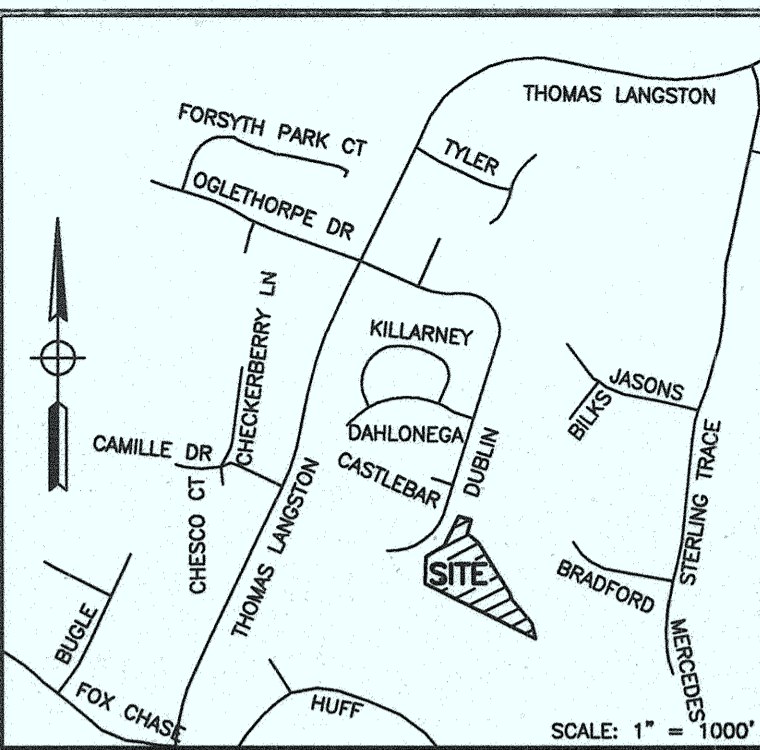 THOMAS LANGSTON
FORSYTH PARK CT
TYLER
OGLETHORPE DR
CHECKERBERRY LN
KILLARNEY
JASONS
BILKS
DAHLONEGA
CAMILLE DR
CASTLEBAR
DUBLIN
STERLING TRACE
CHESCO CT
THOMAS LANGSTON
SITE
BRADFORD
BUGLE
MERCEDES
FOX CHASE
HUFF
SCALE: 1" = 1000'